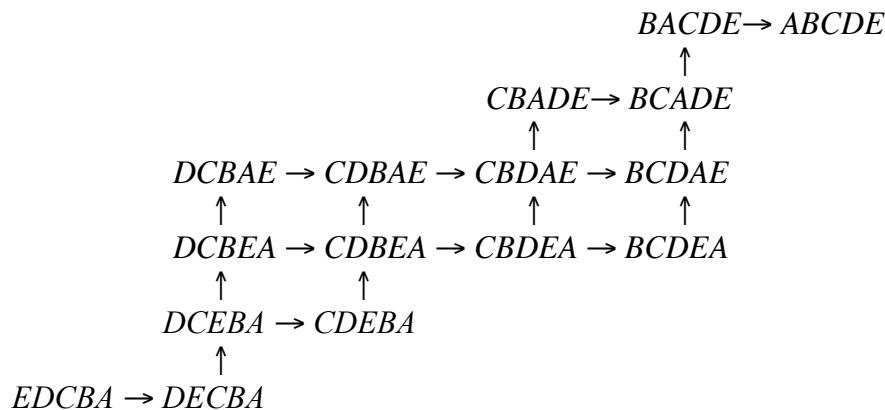 BACDE → ABCDE
↑
CBADE → BCADE
↑ ↑
DCBAE → CDBAE → CBDAE → BCDAE
↑ ↑ ↑ ↑
DCBEA → CDBEA → CBDEA → BCDEA
↑ ↑
DCEBA → CDEBA
↑
EDCBA → DECBA